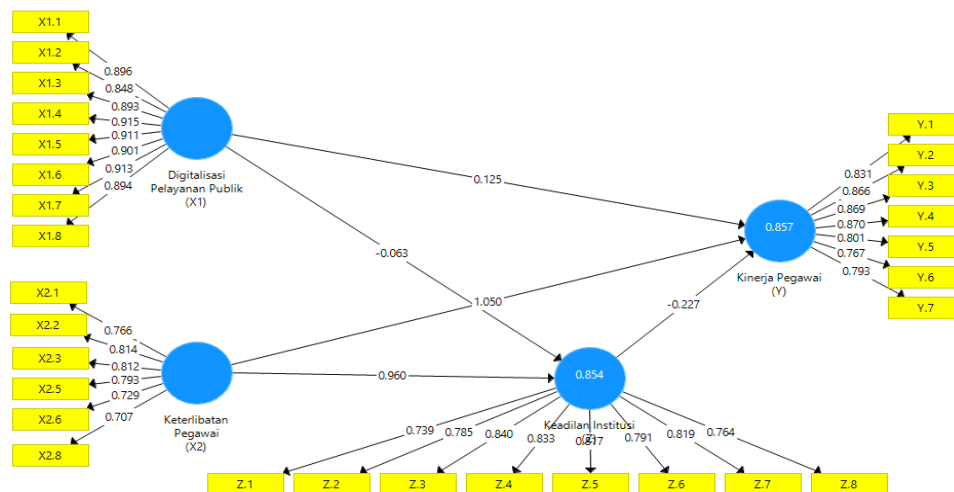 X1.1
X1.2
X1.3
X1.4
X1.5
X1.6
X1.7
X1.8
0.896
0.848
0.893
0.915
0.911
0.901
0.913
0.894
Digitalisasi
Pelayanan Publik
(X1)
0.125
-0.063
X2.1
X2.2
X2.3
X2.5
X2.6
X2.8
0.766
0.814
0.812
0.793
0.729
0.707
Keterlibatan
Pegawai
(X2)
1.050
0.960
0.854
Keadilan Institusi
(Z)
-0.227
0.857
Kinerja Pegawai
(Y)
0.831
0.866
0.869
0.870
0.801
0.767
0.793
Y.1
Y.2
Y.3
Y.4
Y.5
Y.6
Y.7
0.739
0.785
0.840
0.833
0.817
0.791
0.819
0.764
Z.1
Z.2
Z.3
Z.4
Z.5
Z.6
Z.7
Z.8